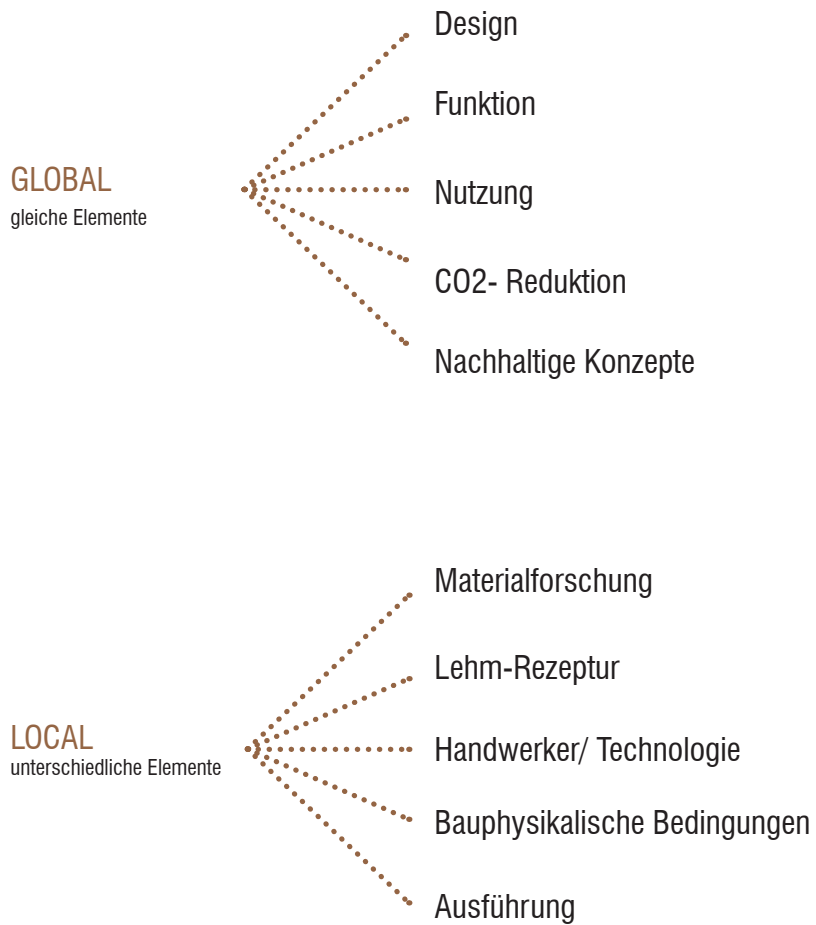 GLOBAL
gleiche Elemente
Design
Funktion
Nutzung
CO2- Reduktion
Nachhaltige Konzepte
LOCAL
unterschiedliche Elemente
Materialforschung
Lehm-Rezeptur
Handwerker/ Technologie
Bauphysikalische Bedingungen
Ausführung